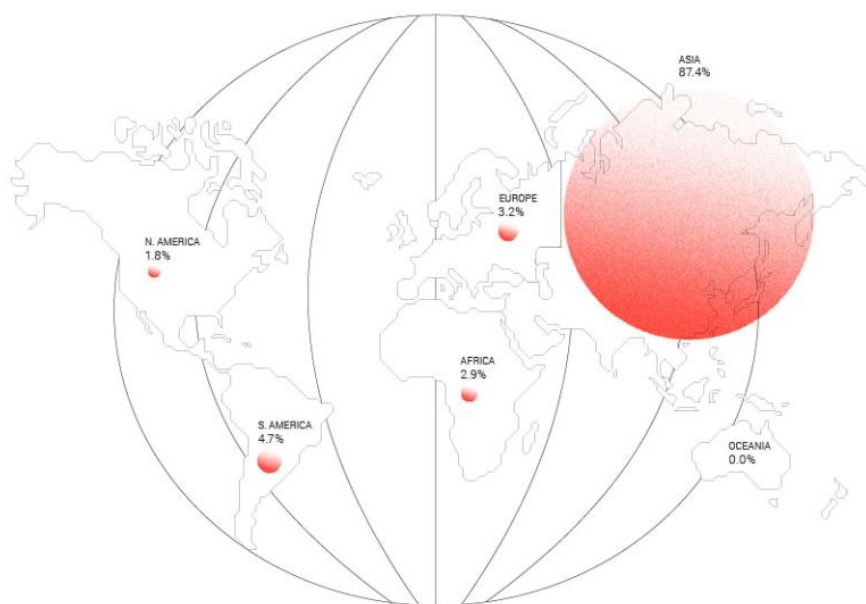 ASIA
87.4%
EUROPE
3.2%
N. AMERICA
1.8%
AFRICA
2.9%
S. AMERICA
4.7%
OCEANIA
0.0%